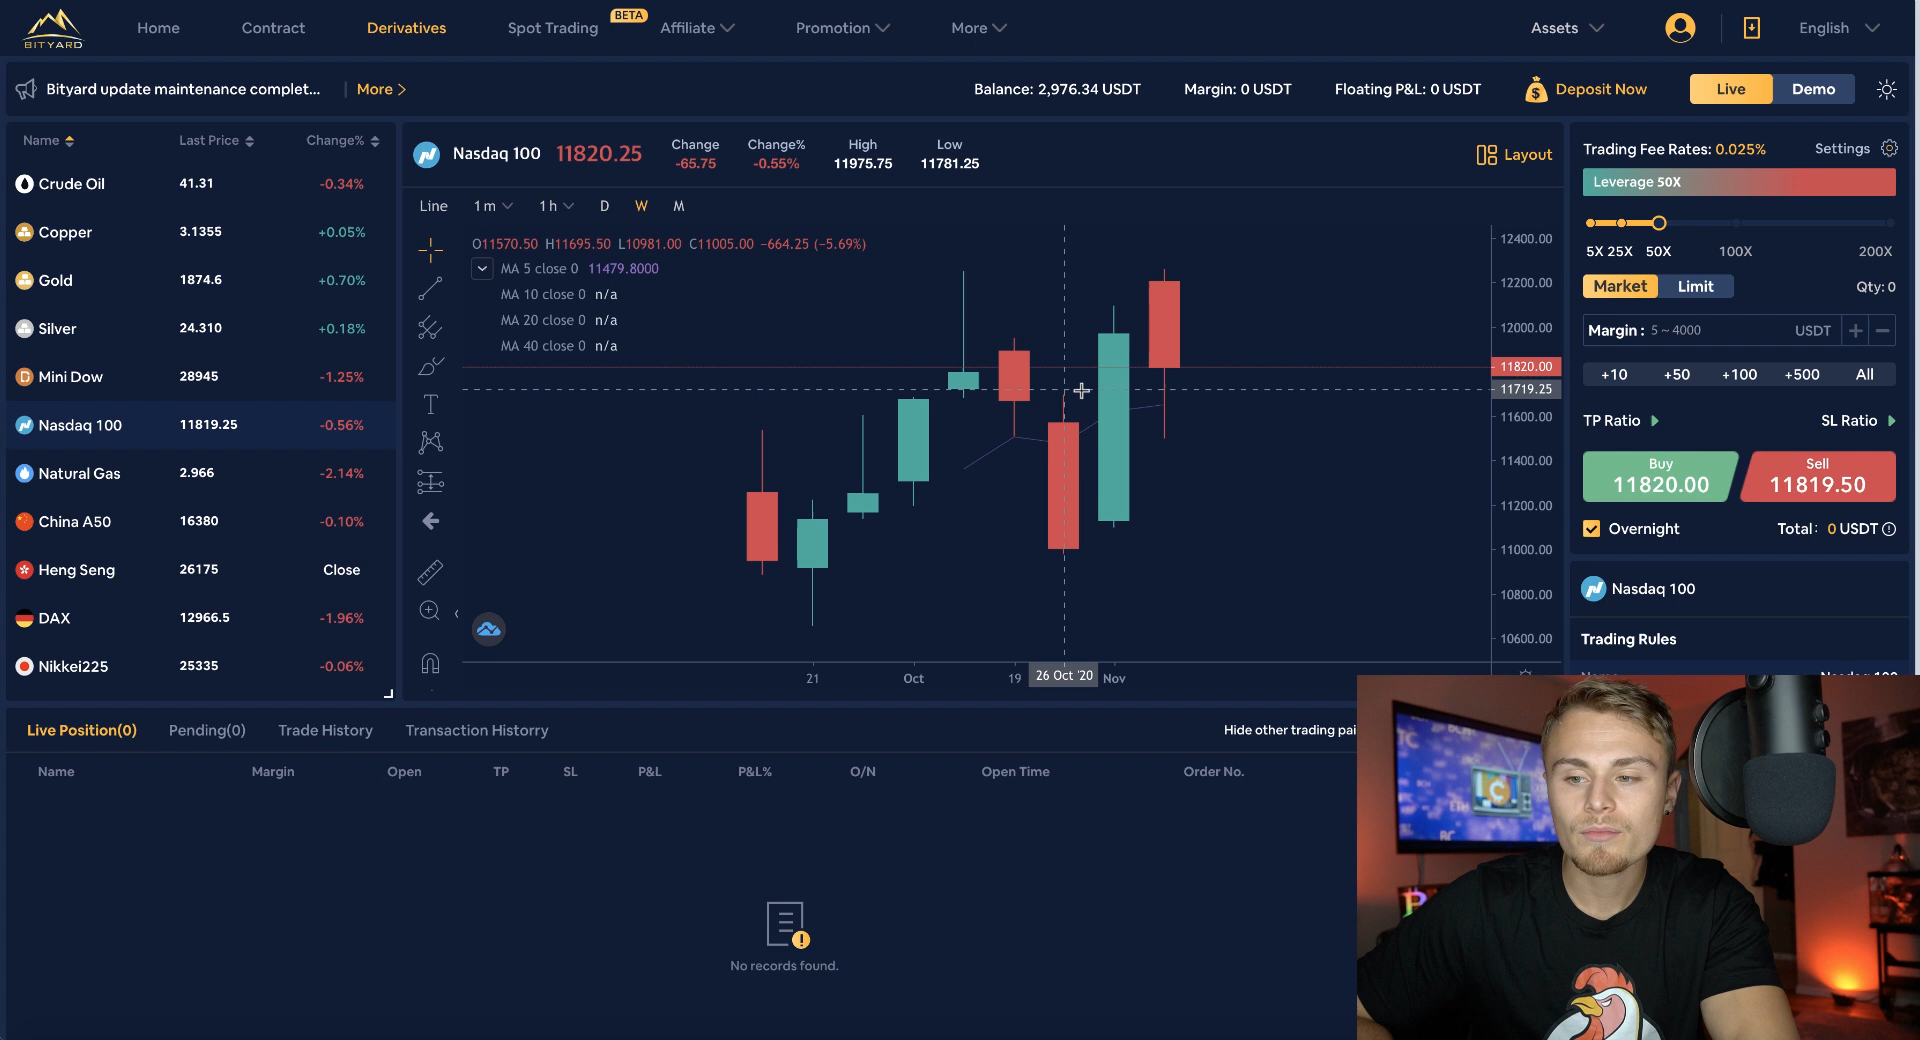 BITYARD
Home
Contract
Derivatives
Spot Trading
BETA
Affiliate
Promotion
More
Assets
English
Bityard update maintenance complet...
More >
Balance: 2,976.34 USDT
Margin: 0 USDT
Floating P&L: 0 USDT
Deposit Now
Live
Demo
Name
Last Price
Change%
Crude Oil 41.31 -0.34%
Copper 3.1355 +0.05%
Gold 1874.6 +0.70%
Silver 24.310 +0.18%
Mini Dow 28945 -1.25%
Nasdaq 100 11819.25 -0.56%
Natural Gas 2.966 -2.14%
China A50 16380 -0.10%
Heng Seng 26175 Close
DAX 12966.5 -1.96%
Nikkei225 25335 -0.06%
Nasdaq 100 11820.25
Change
-65.75
Change%
-0.55%
High
11975.75
Low
11781.25
Layout
Line 1m 1h D W M
O11570.50 H11695.50 L10981.00 C11005.00 −664.25 (−5.69%)
MA 5 close 0 11479.8000
MA 10 close 0 n/a
MA 20 close 0 n/a
MA 40 close 0 n/a
12400.00
12200.00
12000.00
11820.00
11719.25
11600.00
11400.00
11200.00
11000.00
10800.00
10600.00
21
Oct
19
26 Oct '20
Nov
Trading Fee Rates: 0.025%
Settings
Leverage 50X
5X 25X 50X 100X 200X
Market
Limit
Qty: 0
Margin : 5 ~ 4000 USDT + −
+10 +50 +100 +500 All
TP Ratio
SL Ratio
Buy
11820.00
Sell
11819.50
Overnight
Total : 0 USDT
Nasdaq 100
Trading Rules
Live Position(0)
Pending(0)
Trade History
Transaction Historry
Hide other trading pai
Name Margin Open TP SL P&L P&L% O/N Open Time Order No.
No records found.